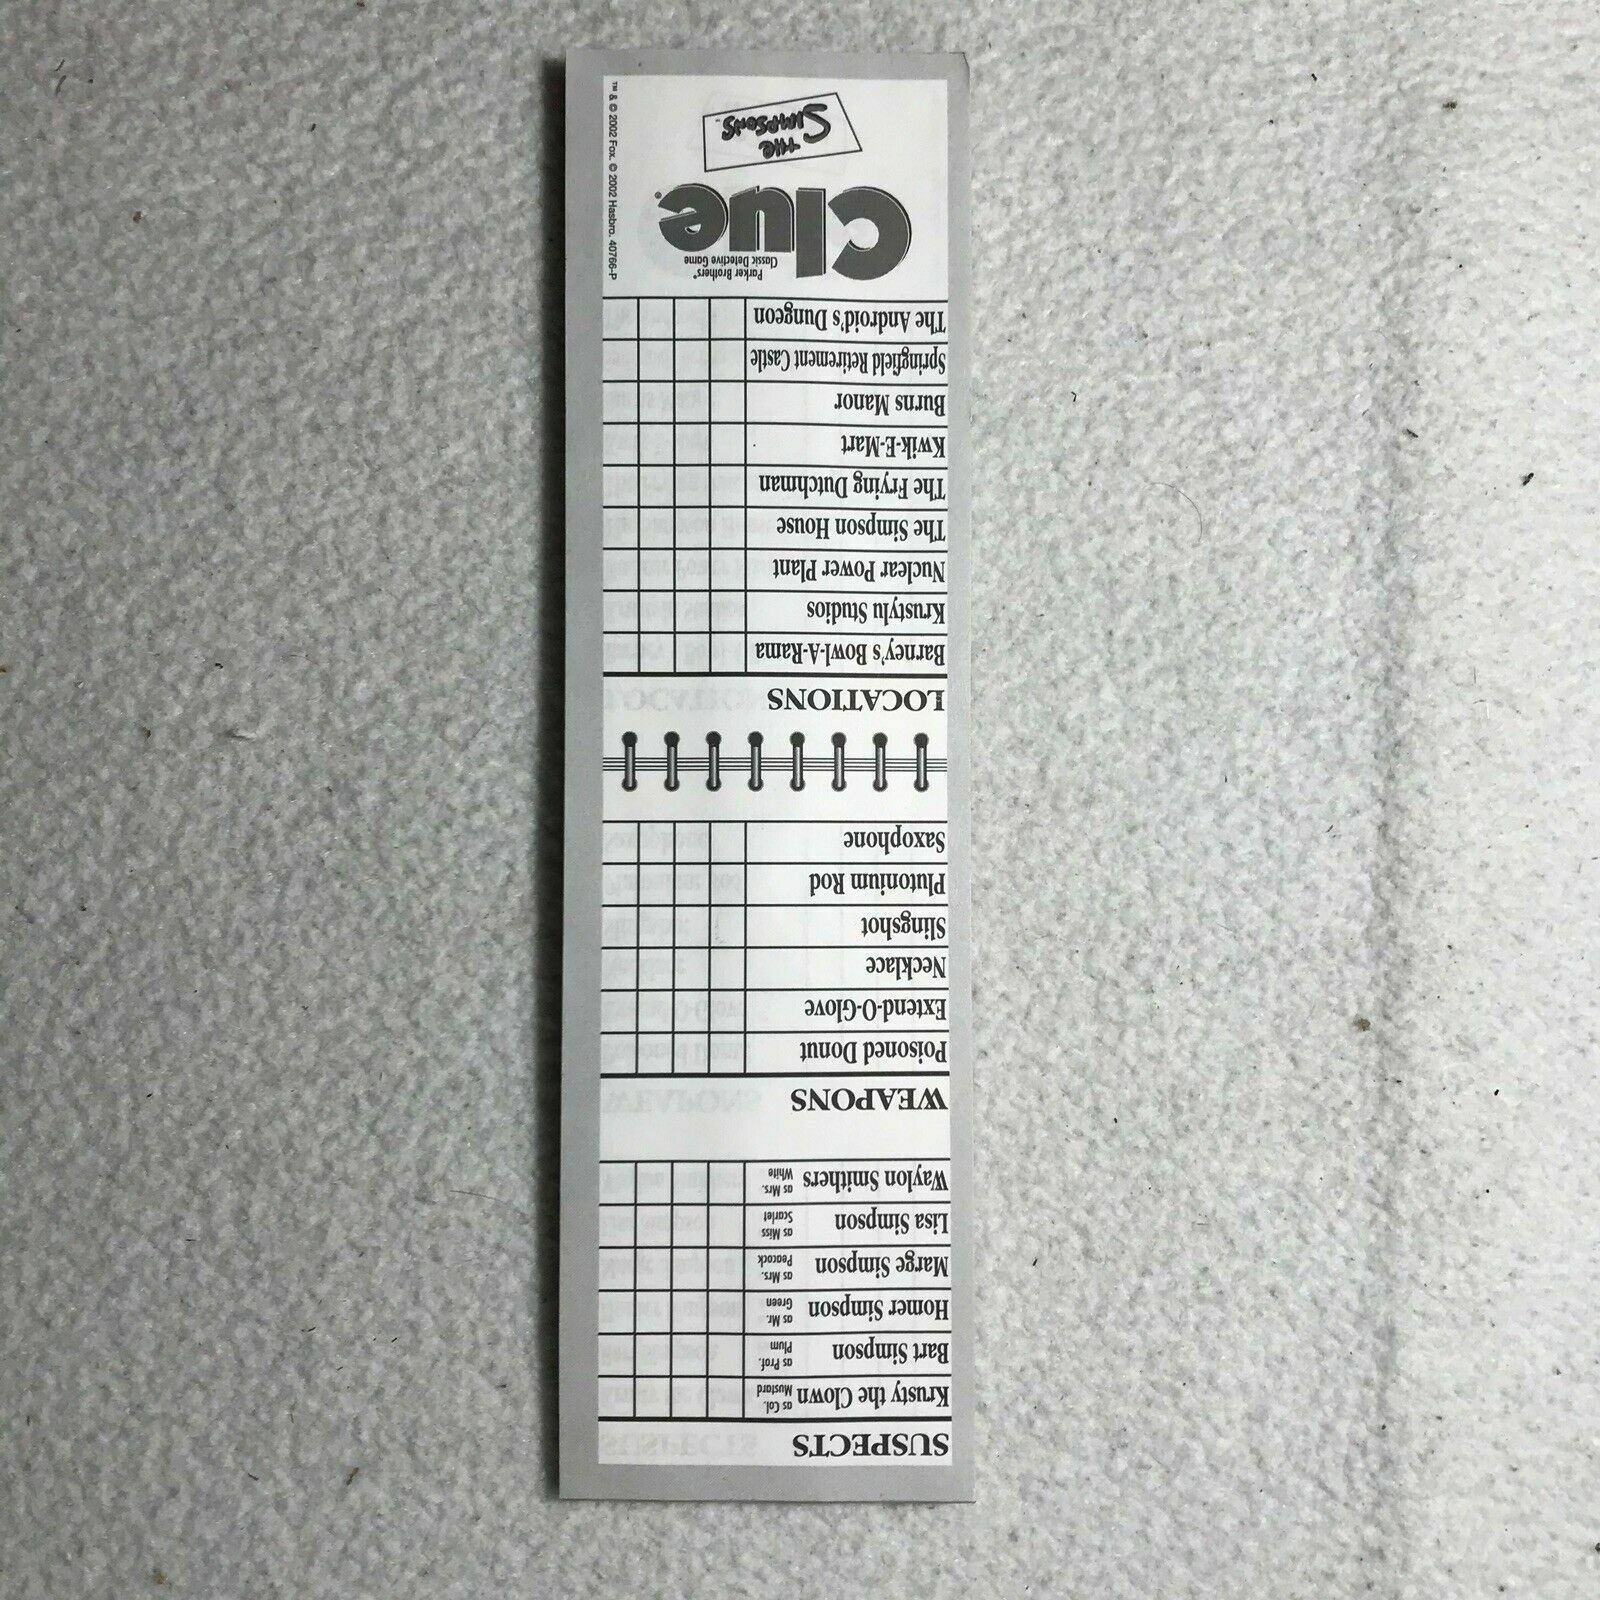 SUSPECTS
Krusty the Clown as Col. Mustard
Bart Simpson as Prof. Plum
Homer Simpson as Mr. Green
Marge Simpson as Mrs. Peacock
Lisa Simpson as Miss Scarlet
Waylon Smithers as Mrs. White
WEAPONS
Poisoned Donut
Extend-O-Glove
Necklace
Slingshot
Plutonium Rod
Saxophone
LOCATIONS
Barney's Bowl-A-Rama
Krustylu Studios
Nuclear Power Plant
The Simpson House
The Frying Dutchman
Kwik-E-Mart
Burns Manor
Springfield Retirement Castle
The Android's Dungeon
Parker Brothers®
Classic Detective Game
Clue®
THE
SIMPSONS™
™ & © 2002 Fox. © 2002 Hasbro. 40766-P